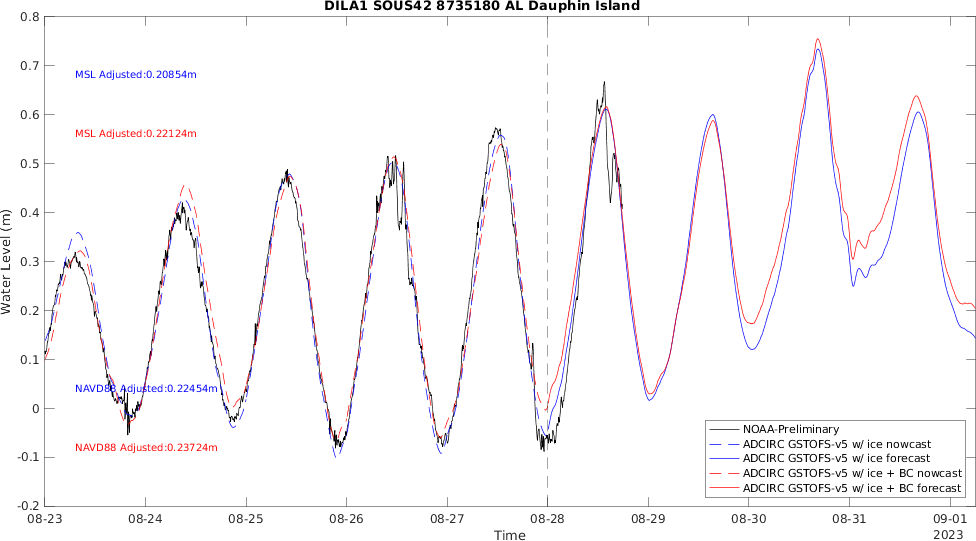 DILA1 SOUS42 8735180 AL Dauphin Island
0.8
0.7
0.6
0.5
0.4
0.3
0.2
0.1
0
-0.1
-0.2
Water Level (m)
MSL Adjusted:0.20854m
MSL Adjusted:0.22124m
NAVD88 Adjusted:0.22454m
NAVD88 Adjusted:0.23724m
NOAA-Preliminary
ADCIRC GSTOFS-v5 w/ ice nowcast
ADCIRC GSTOFS-v5 w/ ice forecast
ADCIRC GSTOFS-v5 w/ ice + BC nowcast
ADCIRC GSTOFS-v5 w/ ice + BC forecast
08-23 08-24 08-25 08-26 08-27 08-28 08-29 08-30 08-31 09-01
Time
2023